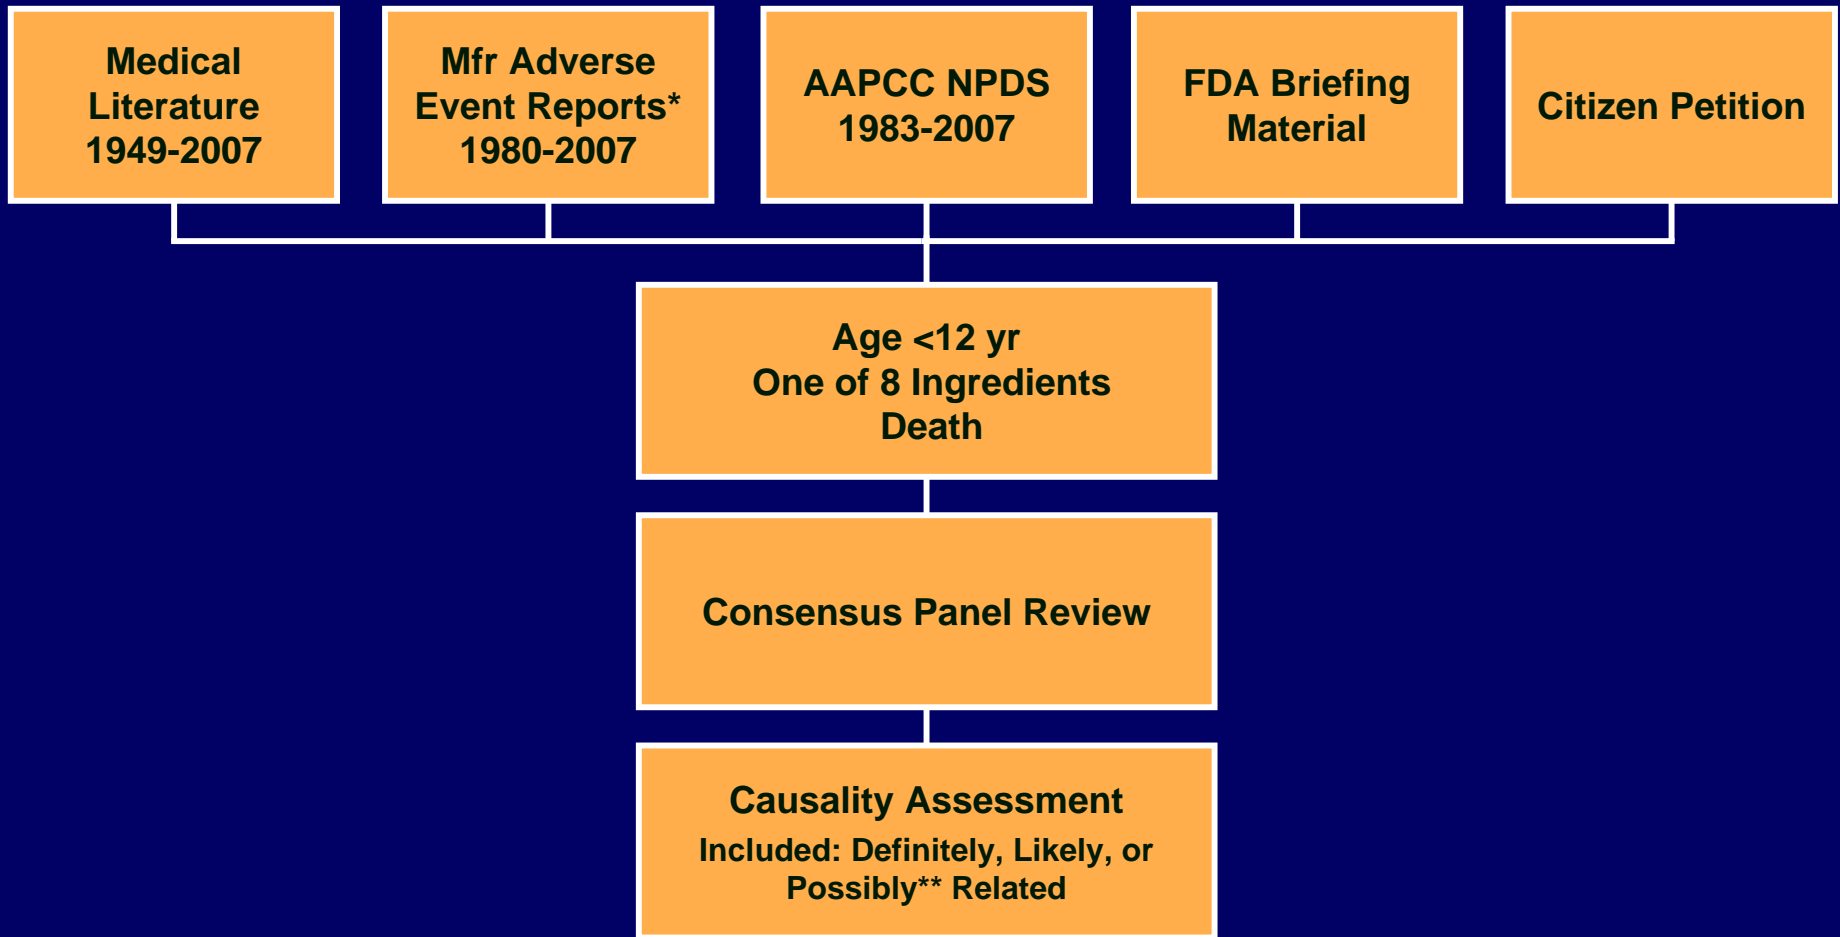 Medical
Literature
1949-2007
Mfr Adverse
Event Reports*
1980-2007
AAPCC NPDS
1983-2007
FDA Briefing
Material
Citizen Petition
Age <12 yr
One of 8 Ingredients
Death
Consensus Panel Review
Causality Assessment
Included: Definitely, Likely, or
Possibly** Related